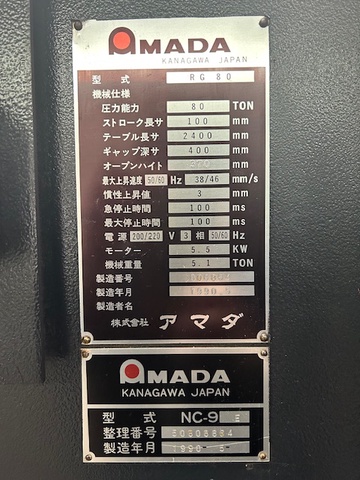 AMADA
KANAGAWA JAPAN
型式 RG 80
機械仕様
圧力能力 80 TON
ストローク長サ 100 mm
テーブル長サ 2400 mm
ギャップ深サ 400 mm
オープンハイト mm
最大上昇速度 50/60 Hz 38/46 mm/s
慣性上昇値 3 mm
急停止時間 100 ms
最大停止時間 100 ms
電源 200/220 V 3 相 50/60 Hz
モーター 5.5 KW
機械重量 5.1 TON
製造番号
製造年月 1990.5
製造者名
株式会社 アマダ
AMADA
KANAGAWA JAPAN
型式 NC-9 E
整理番号
製造年月 1990-5-